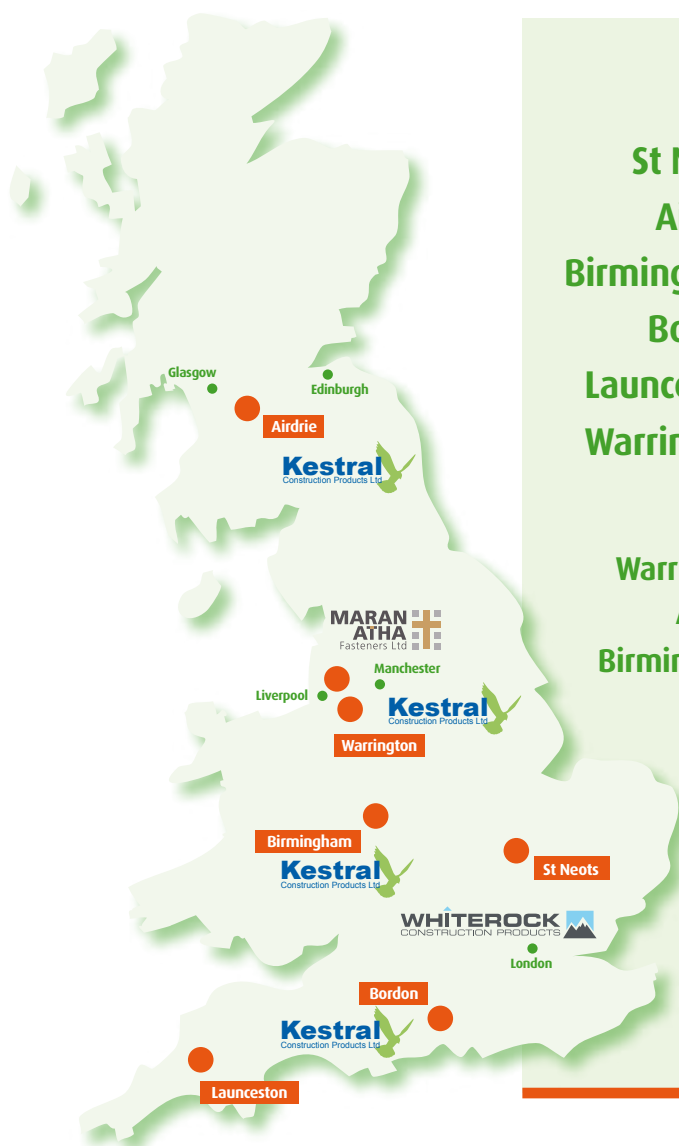 Glasgow
Edinburgh
Airdrie
Kestral
Construction Products Ltd
MARAN
ATHA
Fasteners Ltd
Manchester
Liverpool
Kestral
Construction Products Ltd
Warrington
Birmingham
Kestral
Construction Products Ltd
St Neots
WHITEROCK
CONSTRUCTION PRODUCTS
London
Bordon
Kestral
Construction Products Ltd
Launceston
St N
A
Birming
Bo
Launce
Warrin
Warr
Birmin